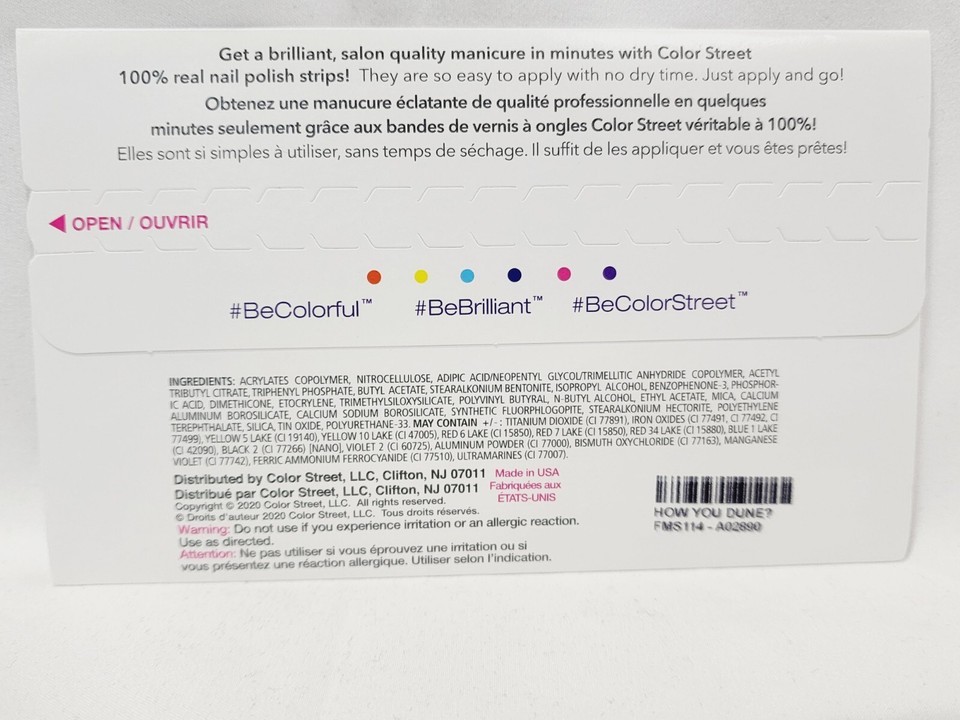 Get a brilliant, salon quality manicure in minutes with Color Street
100% real nail polish strips! They are so easy to apply with no dry time. Just apply and go!
Obtenez une manucure éclatante de qualité professionnelle en quelques
minutes seulement grâce aux bandes de vernis à ongles Color Street véritable à 100%!
Elles sont si simples à utiliser, sans temps de séchage. Il suffit de les appliquer et vous êtes prêtes!
OPEN / OUVRIR
#BeColorful™ #BeBrilliant™ #BeColorStreet™
INGREDIENTS: ACRYLATES COPOLYMER, NITROCELLULOSE, ADIPIC ACID/NEOPENTYL GLYCOL/TRIMELLITIC ANHYDRIDE COPOLYMER, ACETYL
TRIBUTYL CITRATE, TRIPHENYL PHOSPHATE, BUTYL ACETATE, STEARALKONIUM BENTONITE, ISOPROPYL ALCOHOL, BENZOPHENONE-3, PHOSPHOR-
IC ACID, DIMETHICONE, ETOCRYLENE, TRIMETHYLSILOXYSILICATE, POLYVINYL BUTYRAL, N-BUTYL ALCOHOL, ETHYL ACETATE, MICA, CALCIUM
ALUMINUM BOROSILICATE, CALCIUM SODIUM BOROSILICATE, SYNTHETIC FLUORPHLOGOPITE, STEARALKONIUM HECTORITE, POLYETHYLENE
TEREPHTHALATE, SILICA, TIN OXIDE, POLYURETHANE-33. MAY CONTAIN +/- : TITANIUM DIOXIDE (CI 77891), IRON OXIDES (CI 77491, CI 77492, CI
77499), YELLOW 5 LAKE (CI 19140), YELLOW 10 LAKE (CI 47005), RED 6 LAKE (CI 15850), RED 7 LAKE (CI 15850), RED 34 LAKE (CI 15880), BLUE 1 LAKE
(CI 42090), BLACK 2 (CI 77266) [NANO], VIOLET 2 (CI 60725), ALUMINUM POWDER (CI 77000), BISMUTH OXYCHLORIDE (CI 77163), MANGANESE
VIOLET (CI 77742), FERRIC AMMONIUM FERROCYANIDE (CI 77510), ULTRAMARINES (CI 77007).
Distributed by Color Street, LLC, Clifton, NJ 07011
Distribué par Color Street, LLC, Clifton, NJ 07011
Made in USA
Fabriquées aux
ÉTATS-UNIS
Copyright © 2020 Color Street, LLC. All rights reserved.
© Droits d'auteur 2020 Color Street, LLC. Tous droits réservés.
Warning: Do not use if you experience irritation or an allergic reaction.
Use as directed.
Attention: Ne pas utiliser si vous éprouvez une irritation ou si
vous présentez une réaction allergique. Utiliser selon l'indication.
HOW YOU DUNE?
FMS114 - A02890